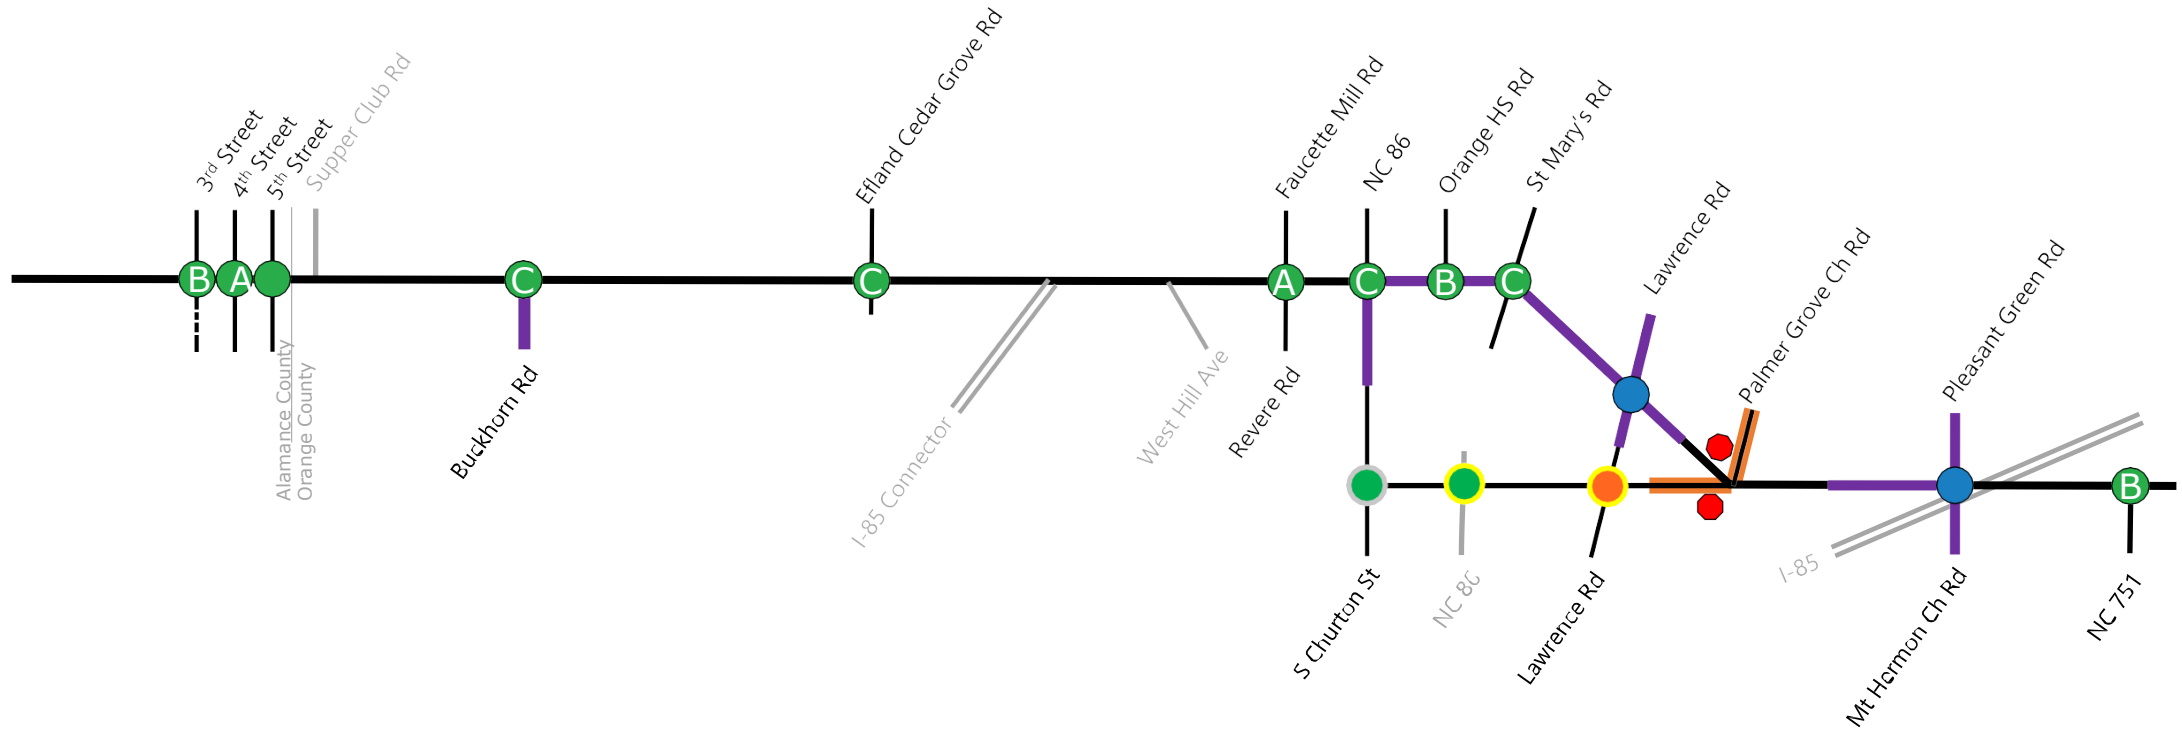 3rd Street
4th Street
5th Street
Supper Club Rd
Efland Cedar Grove Rd
Faucette Mill Rd
NC 86
Orange HS Rd
St Mary's Rd
Lawrence Rd
Palmer Grove Ch Rd
Pleasant Green Rd
B
A
C
C
A
C
B
C
B
Alamance County
Orange County
Buckhorn Rd
I-85 Connector
West Hill Ave
Revere Rd
S Churton St
NC 86
Lawrence Rd
I-85
Mt Hermon Ch Rd
NC 751